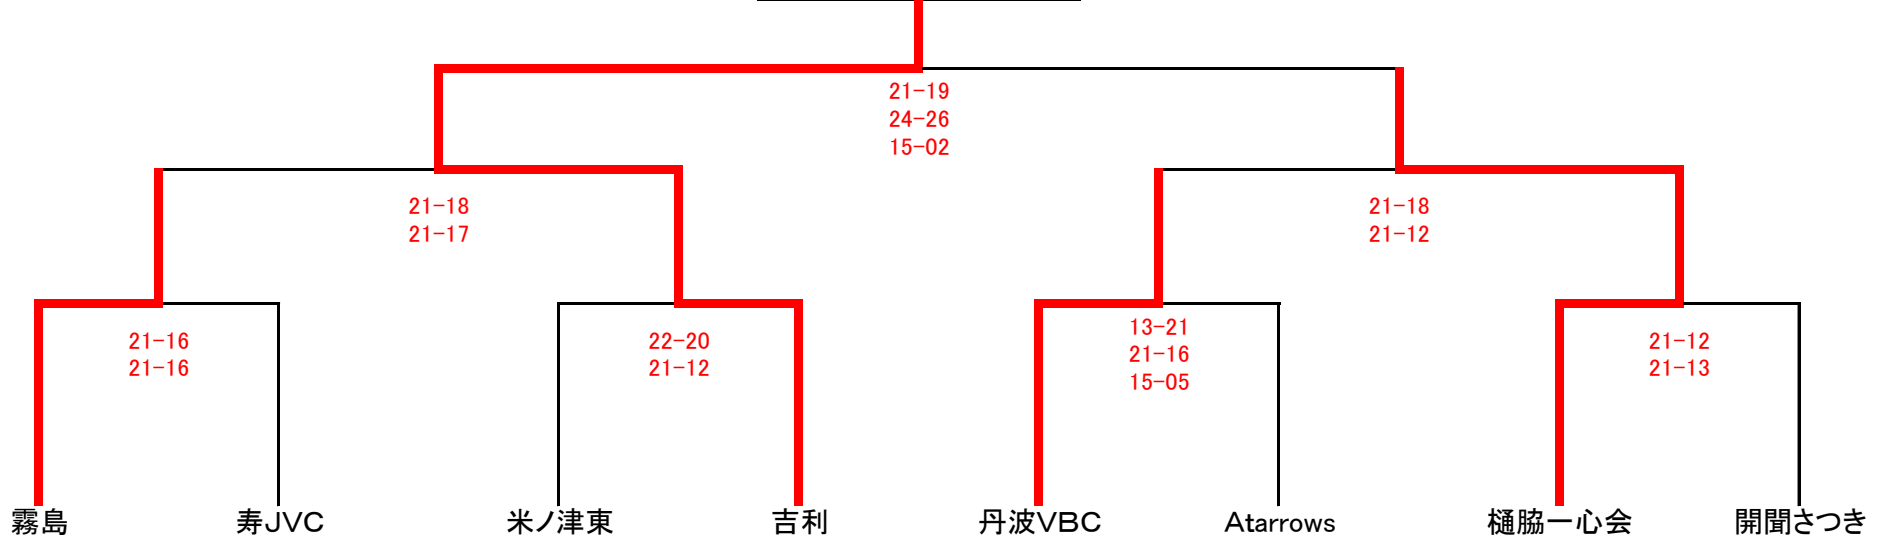 21-19
24-26
15-02
21-18
21-17
21-18
21-12
21-16
21-16
22-20
21-12
13-21
21-16
15-05
21-12
21-13
霧島
寿JVC
米ノ津東
吉利
丹波VBC
Atarrows
樋脇一心会
開聞さつき